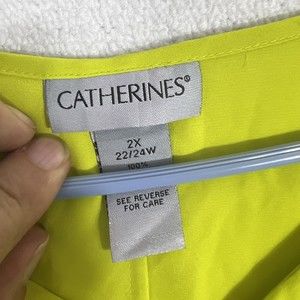 CATHERINES®
2X
22/24W
100%
SEE REVERSE
FOR CARE